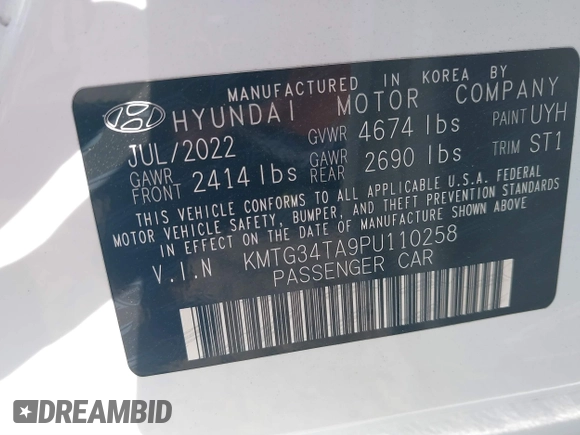 MANUFACTURED IN KOREA BY
HYUNDAI MOTOR COMPANY
JUL/2022 GVWR 4674 lbs PAINT UYH
GAWR FRONT 2414 lbs GAWR REAR 2690 lbs TRIM ST1
THIS VEHICLE CONFORMS TO ALL APPLICABLE U.S.A. FEDERAL
MOTOR VEHICLE SAFETY, BUMPER, AND THEFT PREVENTION STANDARDS
IN EFFECT ON THE DATE OF MANUFACTURE SHOWN ABOVE
V.I.N KMTG34TA9PU110258
PASSENGER CAR
DREAMBID